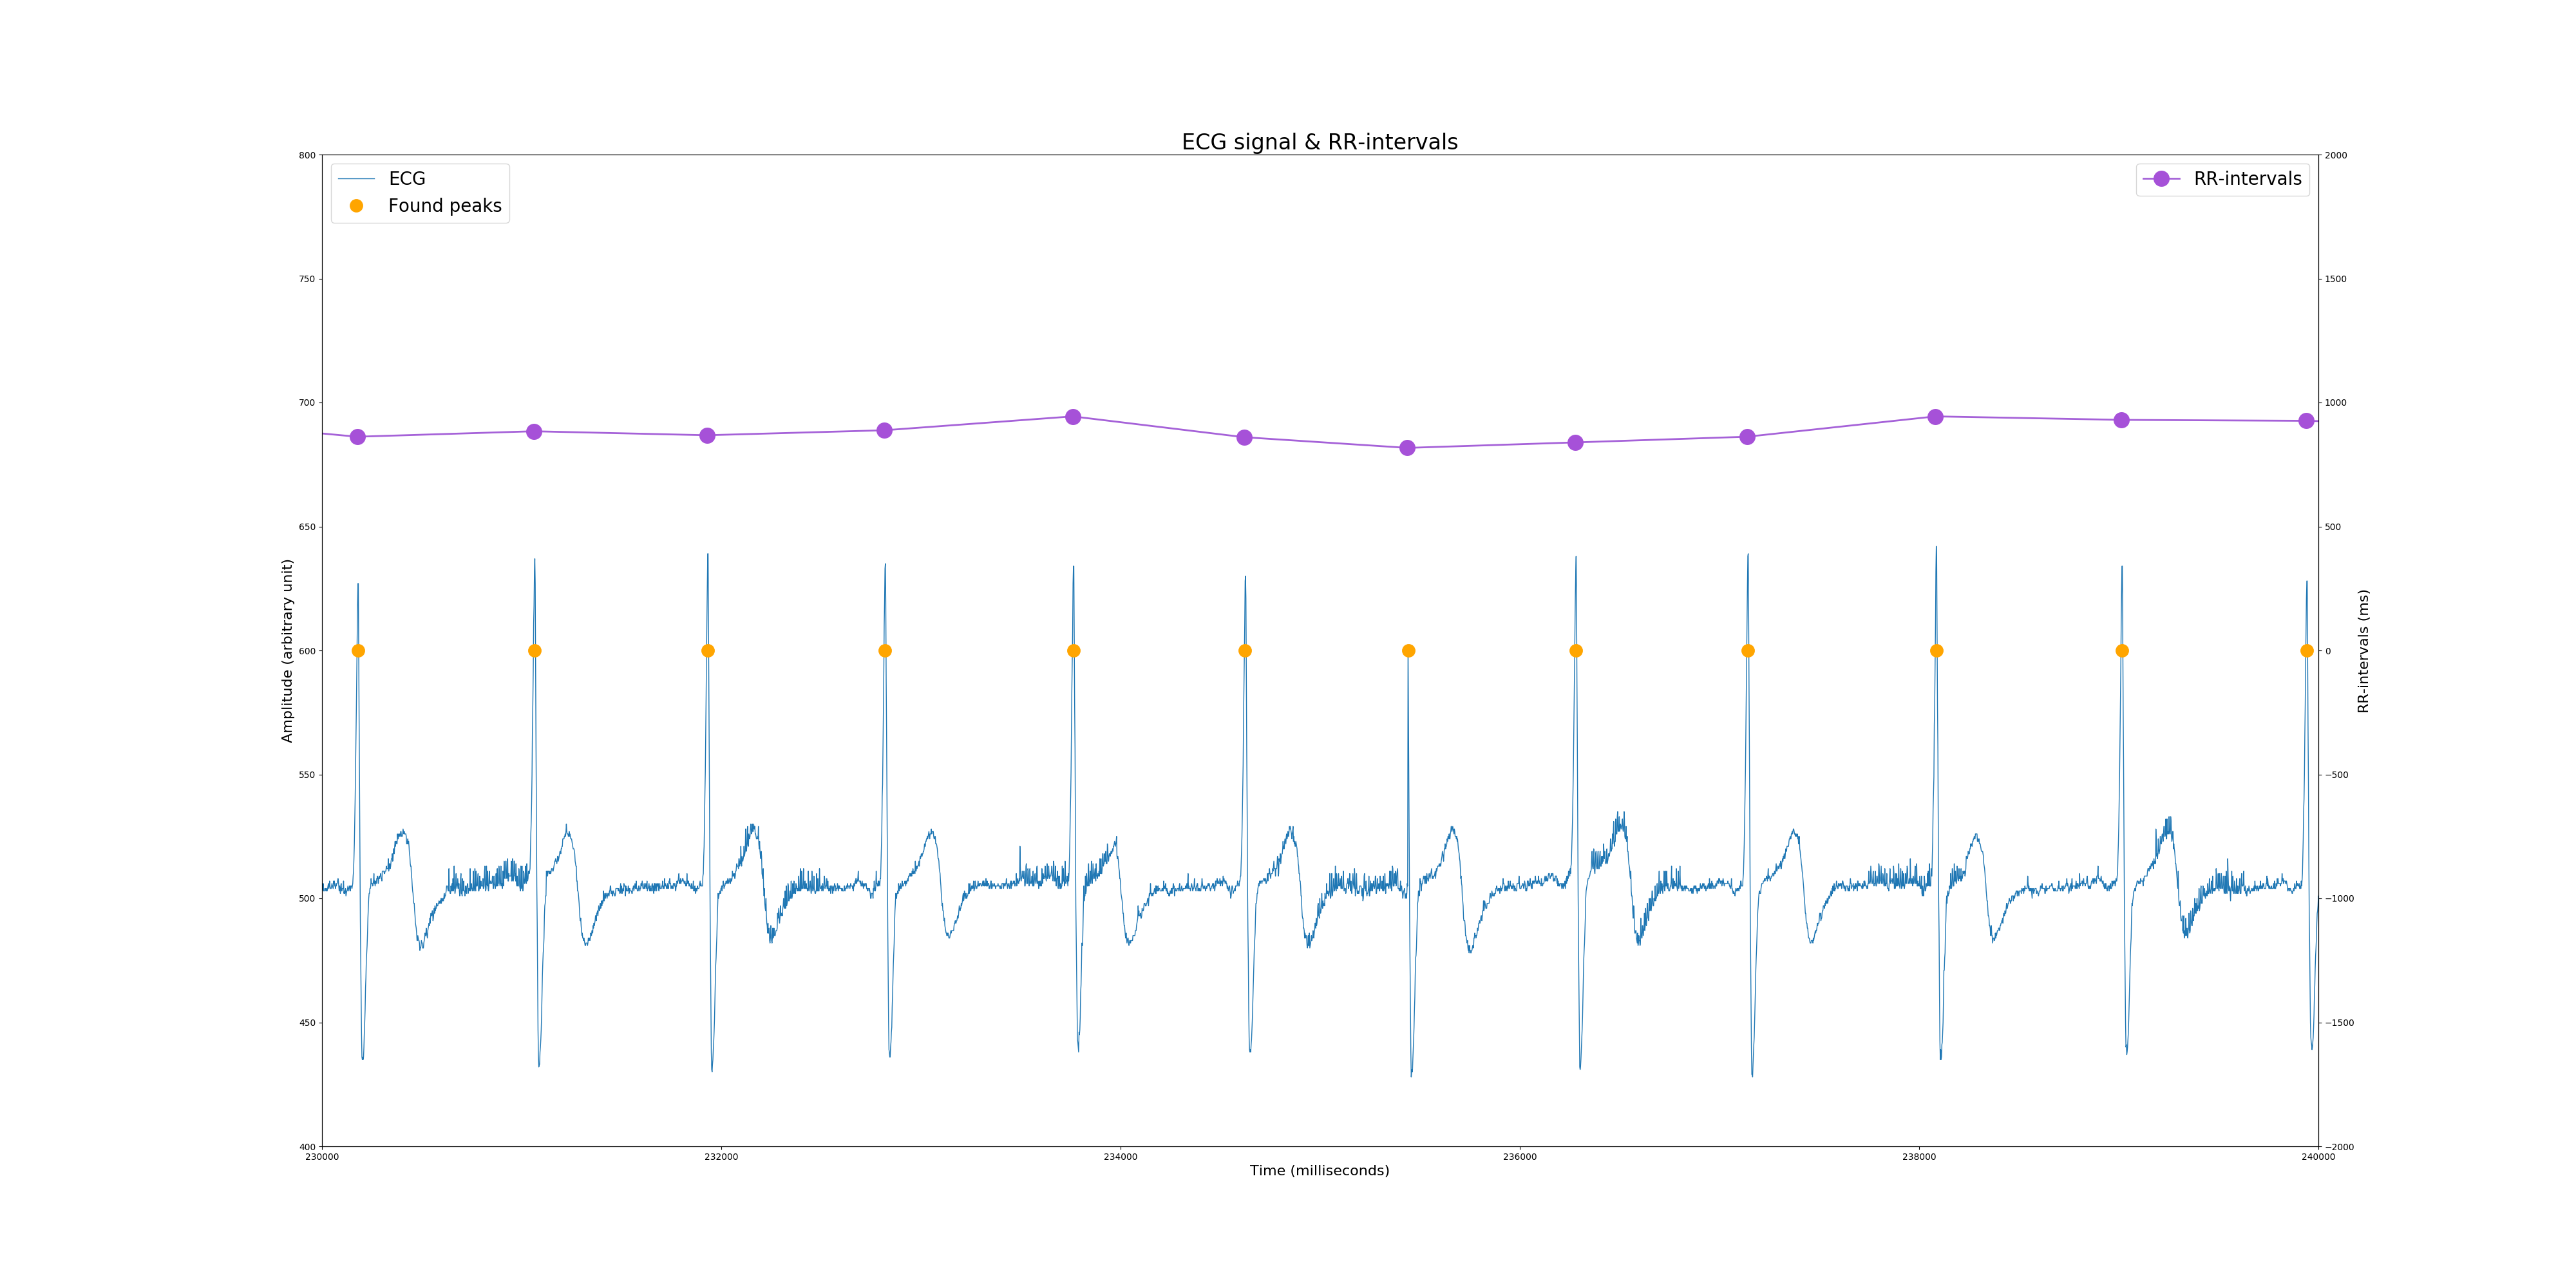 ECG signal & RR-intervals
ECG
Found peaks
RR-intervals
800
750
700
650
600
550
500
450
400
Amplitude (arbitrary unit)
2000
1500
1000
500
0
−500
−1000
−1500
−2000
RR-intervals (ms)
230000 232000 234000 236000 238000 240000
Time (milliseconds)